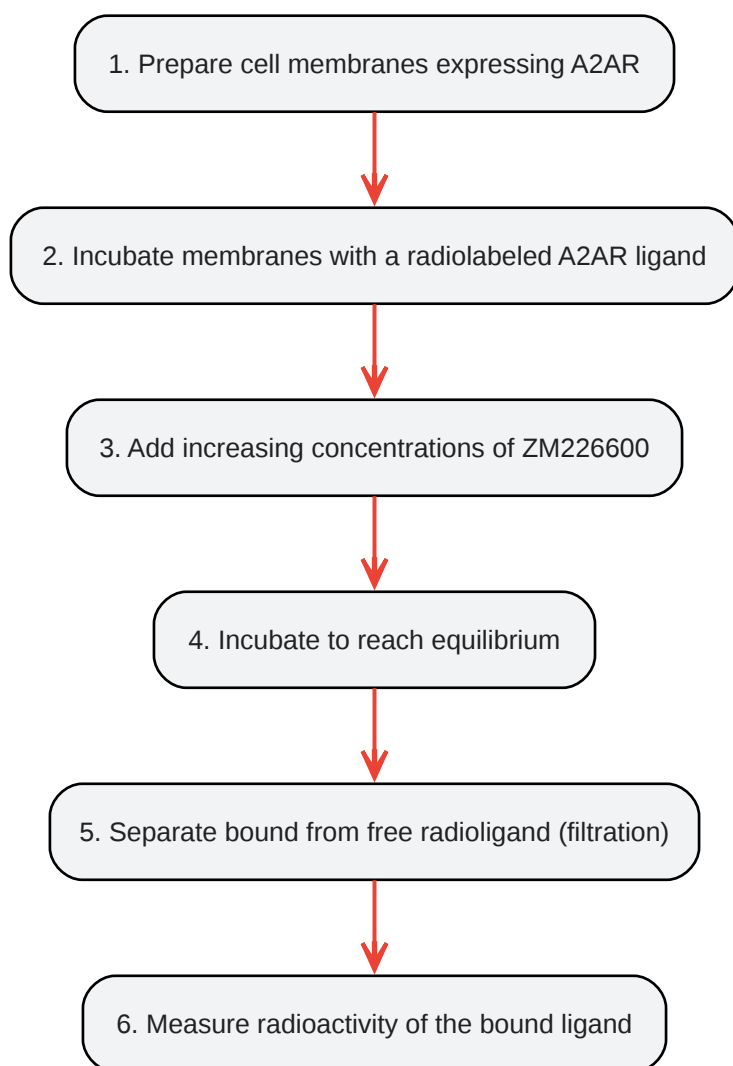 1. Prepare cell membranes expressing A2AR
2. Incubate membranes with a radiolabeled A2AR ligand
3. Add increasing concentrations of ZM226600
4. Incubate to reach equilibrium
5. Separate bound from free radioligand (filtration)
6. Measure radioactivity of the bound ligand